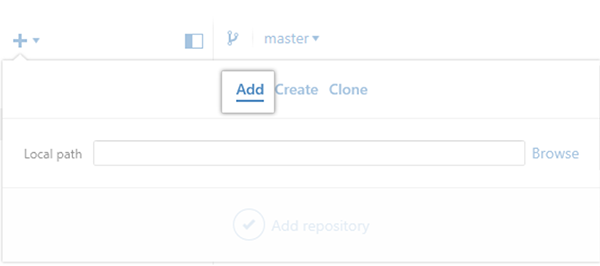 master
Add Create Clone
Local path Browse
Add repository